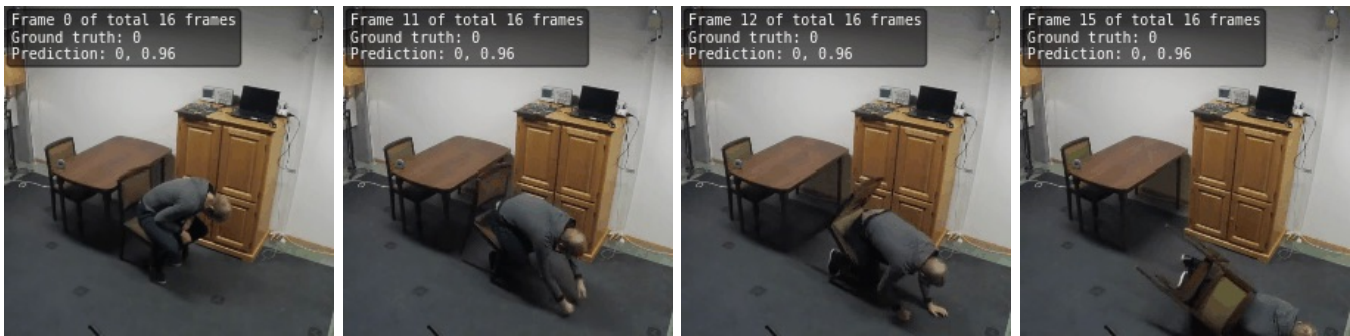 Frame 0 of total 16 frames
Ground truth: 0
Prediction: 0, 0.96
Frame 11 of total 16 frames
Ground truth: 0
Prediction: 0, 0.96
Frame 12 of total 16 frames
Ground truth: 0
Prediction: 0, 0.96
Frame 15 of total 16 frames
Ground truth: 0
Prediction: 0, 0.96